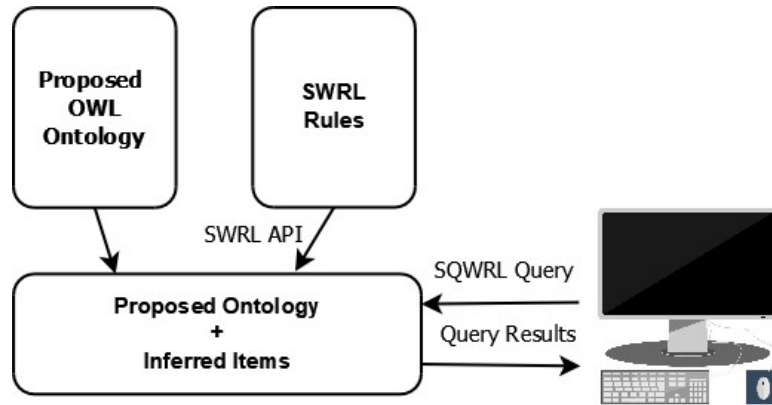 Proposed
OWL
Ontology
SWRL
Rules
SWRL API
Proposed Ontology
+
Inferred Items
SQWRL Query
Query Results